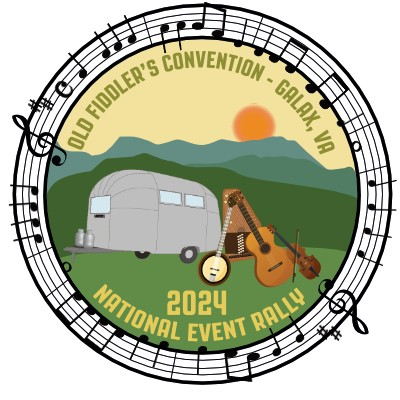 OLD FIDDLER'S CONVENTION - GALAX, VA
2024
NATIONAL EVENT RALLY